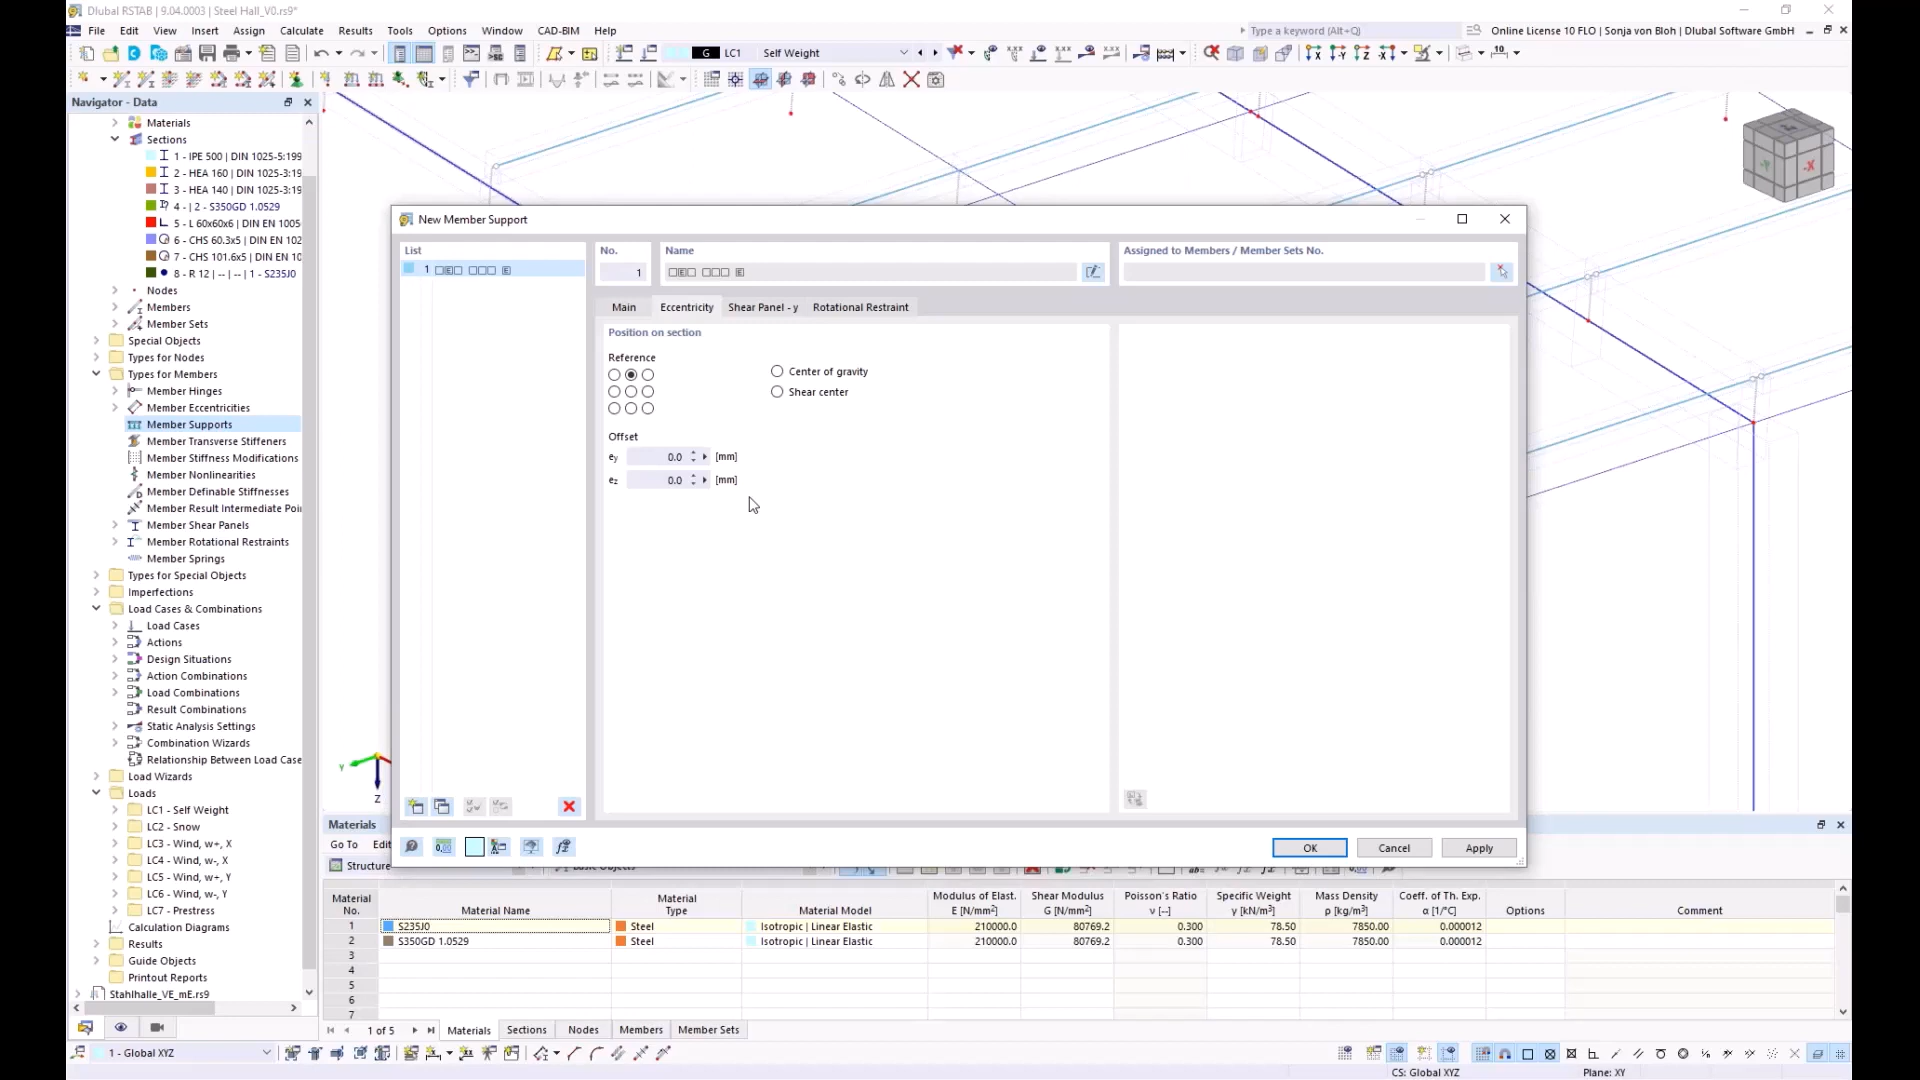 Dlubal RSTAB | 9.04.0003 | Steel Hall_V0.rs9*
File Edit View Insert Assign Calculate Results Tools Options Window CAD-BIM Help
Type a keyword (Alt+Q)
Online License 10 FLO | Sonja von Bloh | Dlubal Software GmbH
G LC1 Self Weight
Navigator - Data
Materials
Sections
1 - IPE 500 | DIN 1025-5:199
2 - HEA 160 | DIN 1025-3:19
3 - HEA 140 | DIN 1025-3:19
4 - | 2 - S350GD 1.0529
5 - L 60x60x6 | DIN EN 1005
6 - CHS 60.3x5 | DIN EN 102
7 - CHS 101.6x5 | DIN EN 10
8 - R 12 | -- | -- | 1 - S235J0
Nodes
Members
Member Sets
Special Objects
Types for Nodes
Types for Members
Member Hinges
Member Eccentricities
Member Supports
Member Transverse Stiffeners
Member Stiffness Modifications
Member Nonlinearities
Member Definable Stiffnesses
Member Result Intermediate Poi
Member Shear Panels
Member Rotational Restraints
Member Springs
Types for Special Objects
Imperfections
Load Cases & Combinations
Load Cases
Actions
Design Situations
Action Combinations
Load Combinations
Result Combinations
Static Analysis Settings
Combination Wizards
Relationship Between Load Case
Load Wizards
Loads
LC1 - Self Weight
LC2 - Snow
LC3 - Wind, w+, X
LC4 - Wind, w-, X
LC5 - Wind, w+, Y
LC6 - Wind, w-, Y
LC7 - Prestress
Calculation Diagrams
Results
Guide Objects
Printout Reports
Stahlhalle_VE_mE.rs9
1 - Global XYZ
New Member Support
List
1
No.
1
Name
Assigned to Members / Member Sets No.
Main Eccentricity Shear Panel - y Rotational Restraint
Position on section
Reference
Center of gravity
Shear center
Offset
ey 0.0 [mm]
ez 0.0 [mm]
OK Cancel Apply
-Y -X
Y
Z
Materials
Go To Edit
Structure
Material No. Material Name Material Type Material Model Modulus of Elast. E [N/mm²] Shear Modulus G [N/mm²] Poisson's Ratio ν [--] Specific Weight γ [kN/m³] Mass Density ρ [kg/m³] Coeff. of Th. Exp. α [1/°C] Options Comment
1 S235J0 Steel Isotropic | Linear Elastic 210000.0 80769.2 0.300 78.50 7850.00 0.000012
2 S350GD 1.0529 Steel Isotropic | Linear Elastic 210000.0 80769.2 0.300 78.50 7850.00 0.000012
3
4
5
6
7
1 of 5 Materials Sections Nodes Members Member Sets
CS: Global XYZ Plane: XY